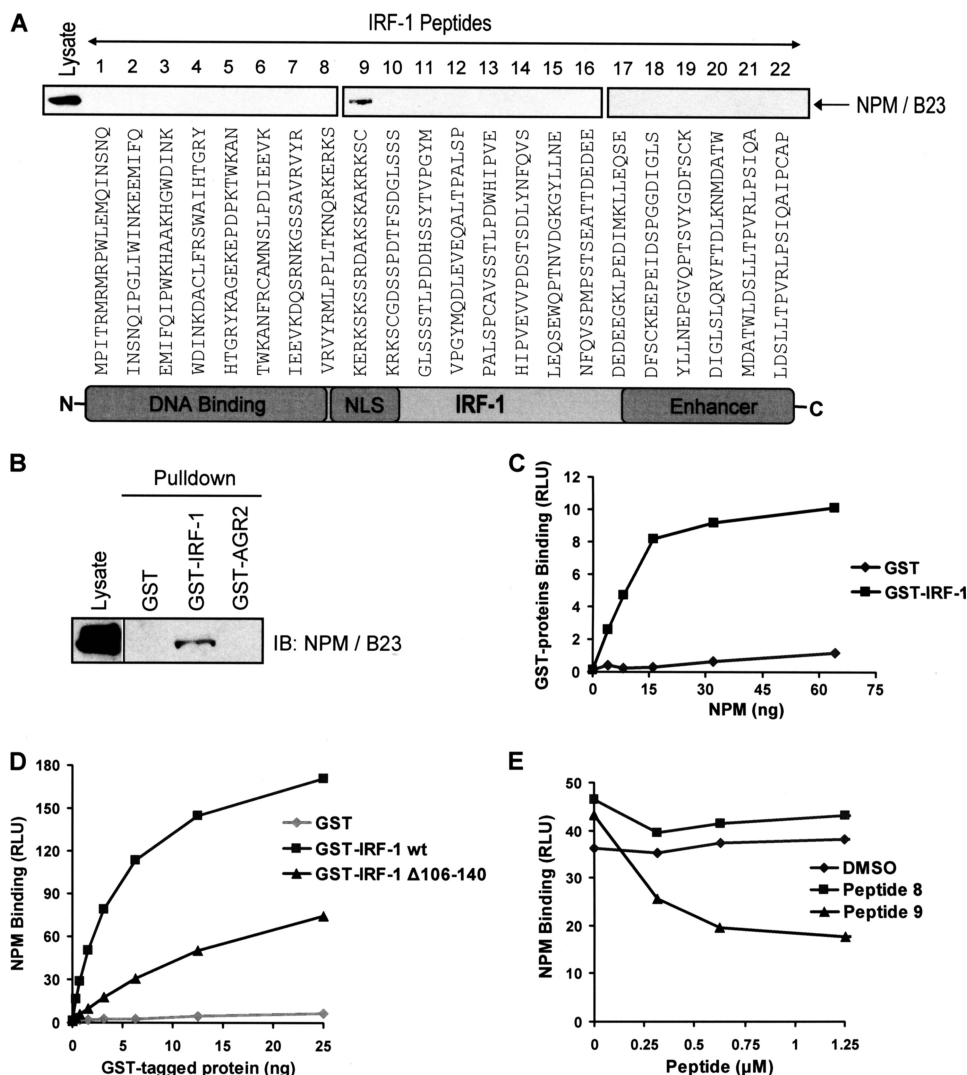 A
IRF-1 Peptides
Lysate
1 2 3 4 5 6 7 8 9 10 11 12 13 14 15 16 17 18 19 20 21 22
NPM / B23
MPITRMRMRPWLEMQINSNQ
INSNQIPGLIWINKEEMIFQ
EMIFQIPWKHAAKHGWDINK
WDINKDACLFRSWAIHTGRY
HTGRYKAGEKEPDPKTWKAN
TWKANFRCAMNSLPDIEEVK
IEEVKDQSRNKGSSAVRVYR
VRVYRMLPPLTKNQRKERKS
KERKSKSSRDAKSKAKRKSC
KRKSCGDSSPDTFSDGLSSS
GLSSSTLPDDHSSYTVPGYM
VPGYMQDLEVEQALTPALSP
PALSPCAVSSTLPDWHIPVE
HIPVEVVPDSTSDLYNFQVS
LEQSEWQPTNVDGKGYLLNE
NFQVSPMPSTSEATTDEDEE
DEDEEGKLPEDIMKLLEQSE
DFSCKEEPEIDSPGGDIGLS
YLLNEPGVQPTSVYGDFSCK
DIGLSLQRVFTDLKNMDATW
MDATWLDSLLTPVRLPSIQA
LDSLLTPVRLPSIQAIPCAP
N DNA Binding NLS IRF-1 Enhancer C
B
Pulldown
Lysate
GST
GST-IRF-1
GST-AGR2
IB: NPM / B23
C
GST-proteins Binding (RLU)
12
10
8
6
4
2
0
0 15 30 45 60 75
NPM (ng)
GST
GST-IRF-1
D
NPM Binding (RLU)
180
150
120
90
60
30
0
0 5 10 15 20 25
GST-tagged protein (ng)
GST
GST-IRF-1 wt
GST-IRF-1 Δ106-140
E
NPM Binding (RLU)
50
40
30
20
10
0
0 0.25 0.5 0.75 1 1.25
Peptide (µM)
DMSO
Peptide 8
Peptide 9